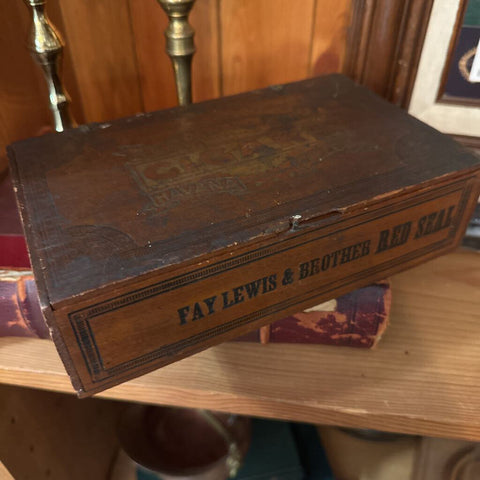 HAVANA
FAY LEWIS & BROTHER RED SEAL